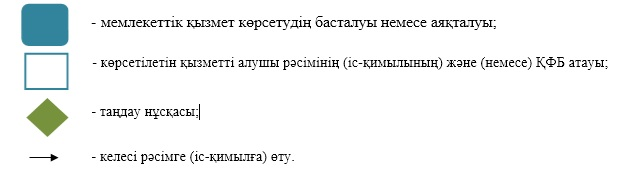 - мемлекеттік қызмет көрсетудің басталуы немесе аяқталуы;
- көрсетілетін қызметті алушы рәсімінің (іс-қимылының) және (немесе) ҚФБ атауы;
- таңдау нұсқасы;
- келесі рәсімге (іс-қимылға) өту.